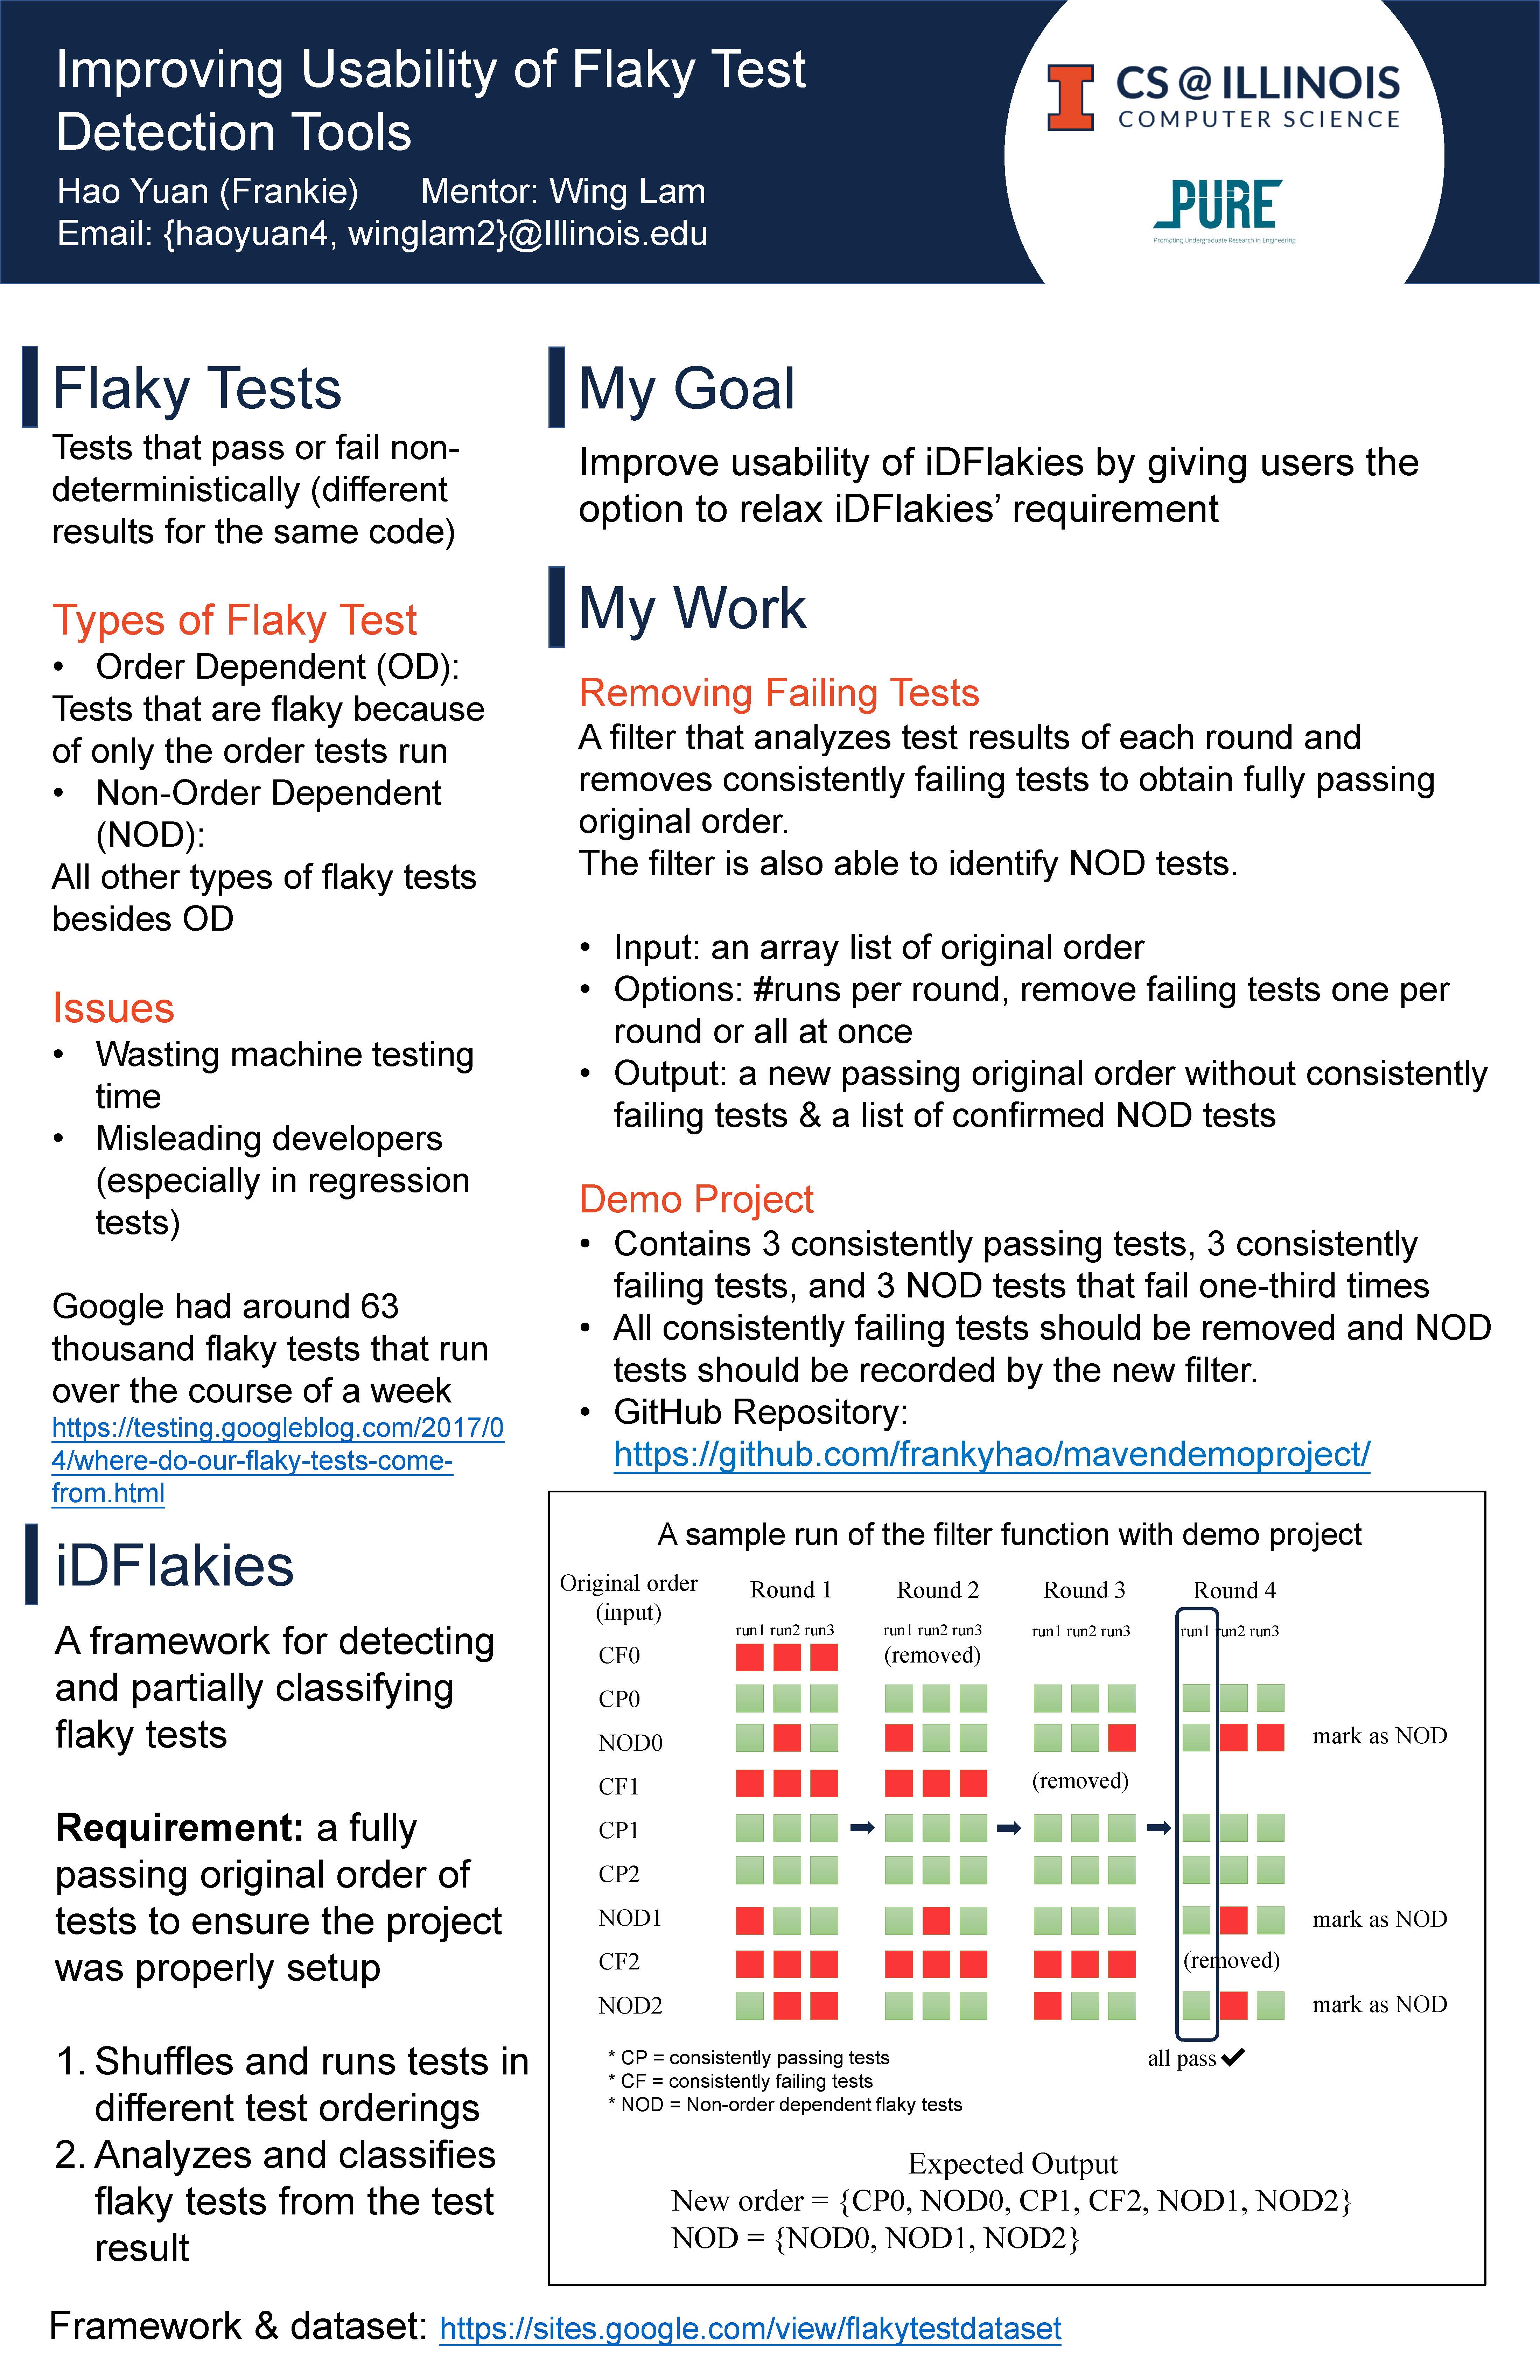 Improving Usability of Flaky Test
Detection Tools
Hao Yuan (Frankie) Mentor: Wing Lam
Email: {haoyuan4, winglam2}@Illinois.edu
CS @ ILLINOIS
COMPUTER SCIENCE
PURE
Promoting Undergraduate Research in Engineering
Flaky Tests
Tests that pass or fail non-
deterministically (different
results for the same code)
Types of Flaky Test
• Order Dependent (OD):
Tests that are flaky because
of only the order tests run
• Non-Order Dependent
(NOD):
All other types of flaky tests
besides OD
Issues
• Wasting machine testing
time
• Misleading developers
(especially in regression
tests)
Google had around 63
thousand flaky tests that run
over the course of a week
https://testing.googleblog.com/2017/0
4/where-do-our-flaky-tests-come-
from.html
iDFlakies
A framework for detecting
and partially classifying
flaky tests
Requirement: a fully
passing original order of
tests to ensure the project
was properly setup
1. Shuffles and runs tests in
different test orderings
2. Analyzes and classifies
flaky tests from the test
result
My Goal
Improve usability of iDFlakies by giving users the
option to relax iDFlakies’ requirement
My Work
Removing Failing Tests
A filter that analyzes test results of each round and
removes consistently failing tests to obtain fully passing
original order.
The filter is also able to identify NOD tests.
• Input: an array list of original order
• Options: #runs per round, remove failing tests one per
round or all at once
• Output: a new passing original order without consistently
failing tests & a list of confirmed NOD tests
Demo Project
• Contains 3 consistently passing tests, 3 consistently
failing tests, and 3 NOD tests that fail one-third times
• All consistently failing tests should be removed and NOD
tests should be recorded by the new filter.
• GitHub Repository:
https://github.com/frankyhao/mavendemoproject/
A sample run of the filter function with demo project
Original order
(input)
Round 1 Round 2 Round 3 Round 4
run1 run2 run3 run1 run2 run3 run1 run2 run3 run1 run2 run3
CF0 (removed)
CP0
NOD0 mark as NOD
CF1 (removed)
CP1
CP2
NOD1 mark as NOD
CF2 (removed)
NOD2 mark as NOD
* CP = consistently passing tests
* CF = consistently failing tests
* NOD = Non-order dependent flaky tests
all pass
Expected Output
New order = {CP0, NOD0, CP1, CF2, NOD1, NOD2}
NOD = {NOD0, NOD1, NOD2}
Framework & dataset: https://sites.google.com/view/flakytestdataset